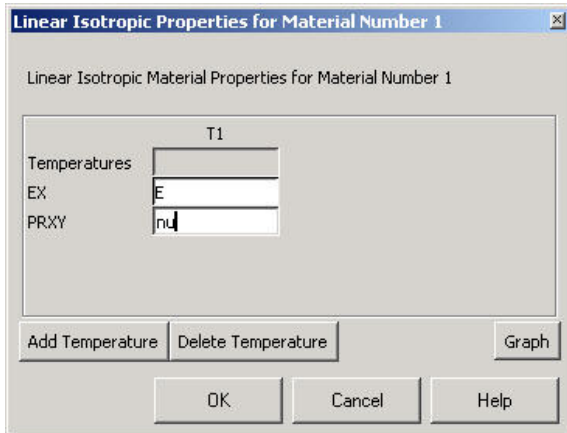 Linear Isotropic Properties for Material Number 1
Linear Isotropic Material Properties for Material Number 1
T1
Temperatures
EX E
PRXY nu
Add Temperature Delete Temperature Graph
OK Cancel Help